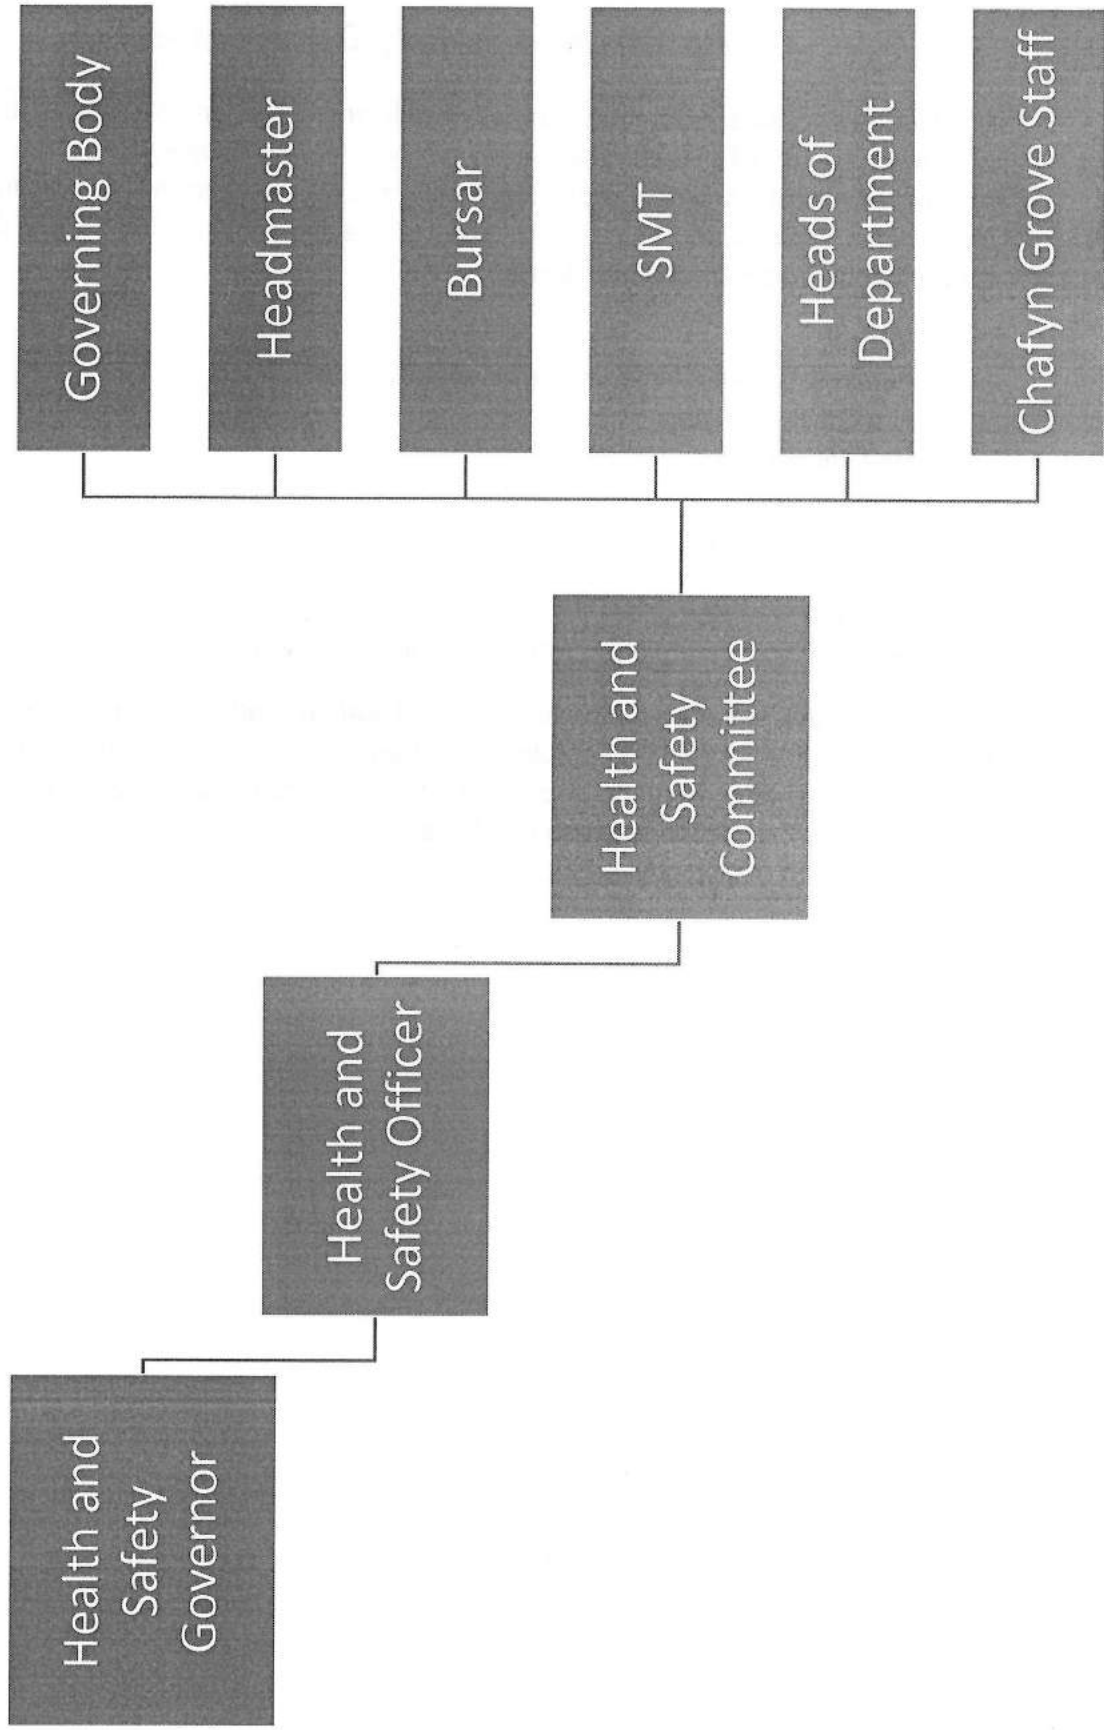 Health and
Safety
Governor
Health and
Safety Officer
Health and
Safety
Committee
Governing Body
Headmaster
Bursar
SMT
Heads of
Department
Chafyn Grove Staff